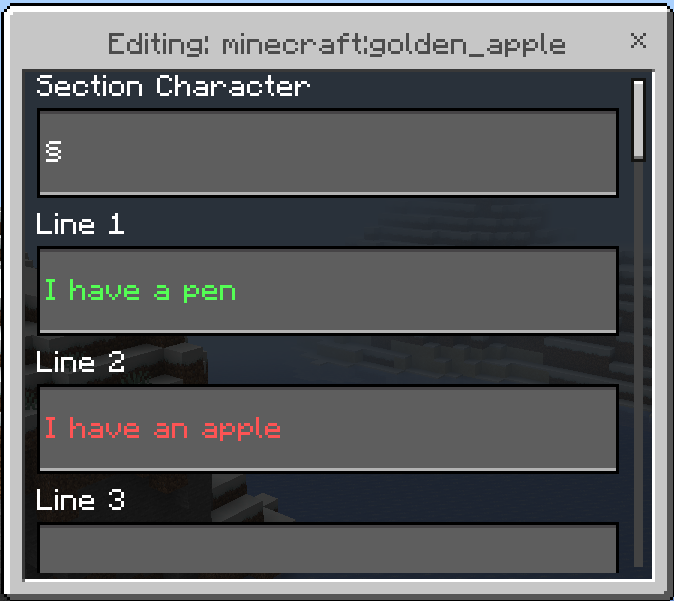 Editing: minecraft:golden_apple
Section Character
§
Line 1
I have a pen
Line 2
I have an apple
Line 3